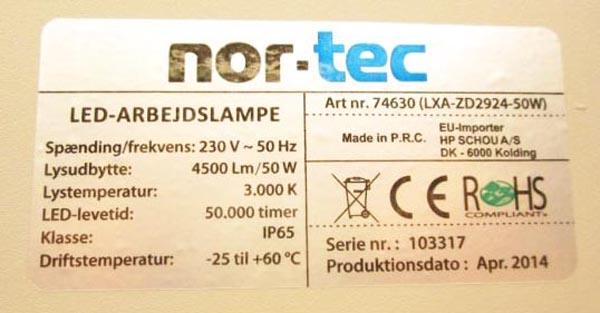 nor-tec
LED-ARBEJDSLAMPE
Spænding/frekvens: 230 V ~ 50 Hz
Lysudbytte: 4500 Lm/50 W
Lystemperatur: 3.000 K
LED-levetid: 50.000 timer
Klasse: IP65
Driftstemperatur: -25 til +60 °C
Art nr. 74630 (LXA-ZD2924-50W)
Made in P.R.C.
EU-Importer
HP SCHOU A/S
DK - 6000 Kolding
CE
RoHS
COMPLIANT
Serie nr.: 103317
Produktionsdato : Apr. 2014